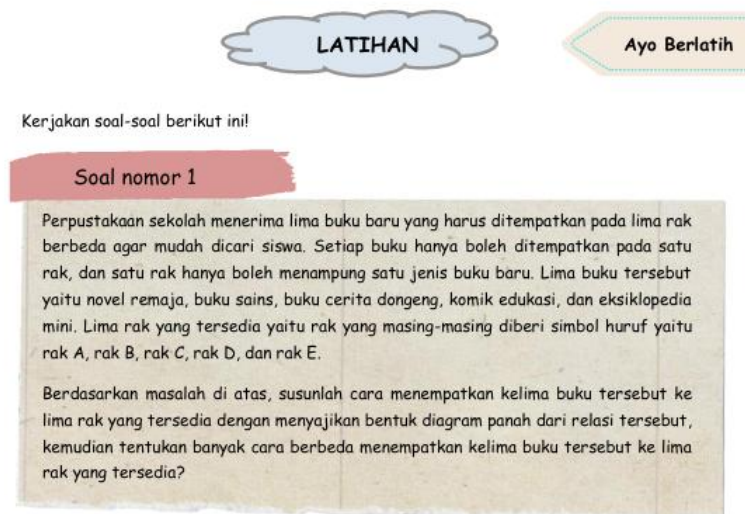 LATIHAN
Ayo Berlatih
Kerjakan soal-soal berikut ini!
Soal nomor 1
Perpustakaan sekolah menerima lima buku baru yang harus ditempatkan pada lima rak
berbeda agar mudah dicari siswa. Setiap buku hanya boleh ditempatkan pada satu
rak, dan satu rak hanya boleh menampung satu jenis buku baru. Lima buku tersebut
yaitu novel remaja, buku sains, buku cerita dongeng, komik edukasi, dan eksiklopedia
mini. Lima rak yang tersedia yaitu rak yang masing-masing diberi simbol huruf yaitu
rak A, rak B, rak C, rak D, dan rak E.
Berdasarkan masalah di atas, susunlah cara menempatkan kelima buku tersebut ke
lima rak yang tersedia dengan menyajikan bentuk diagram panah dari relasi tersebut,
kemudian tentukan banyak cara berbeda menempatkan kelima buku tersebut ke lima
rak yang tersedia?